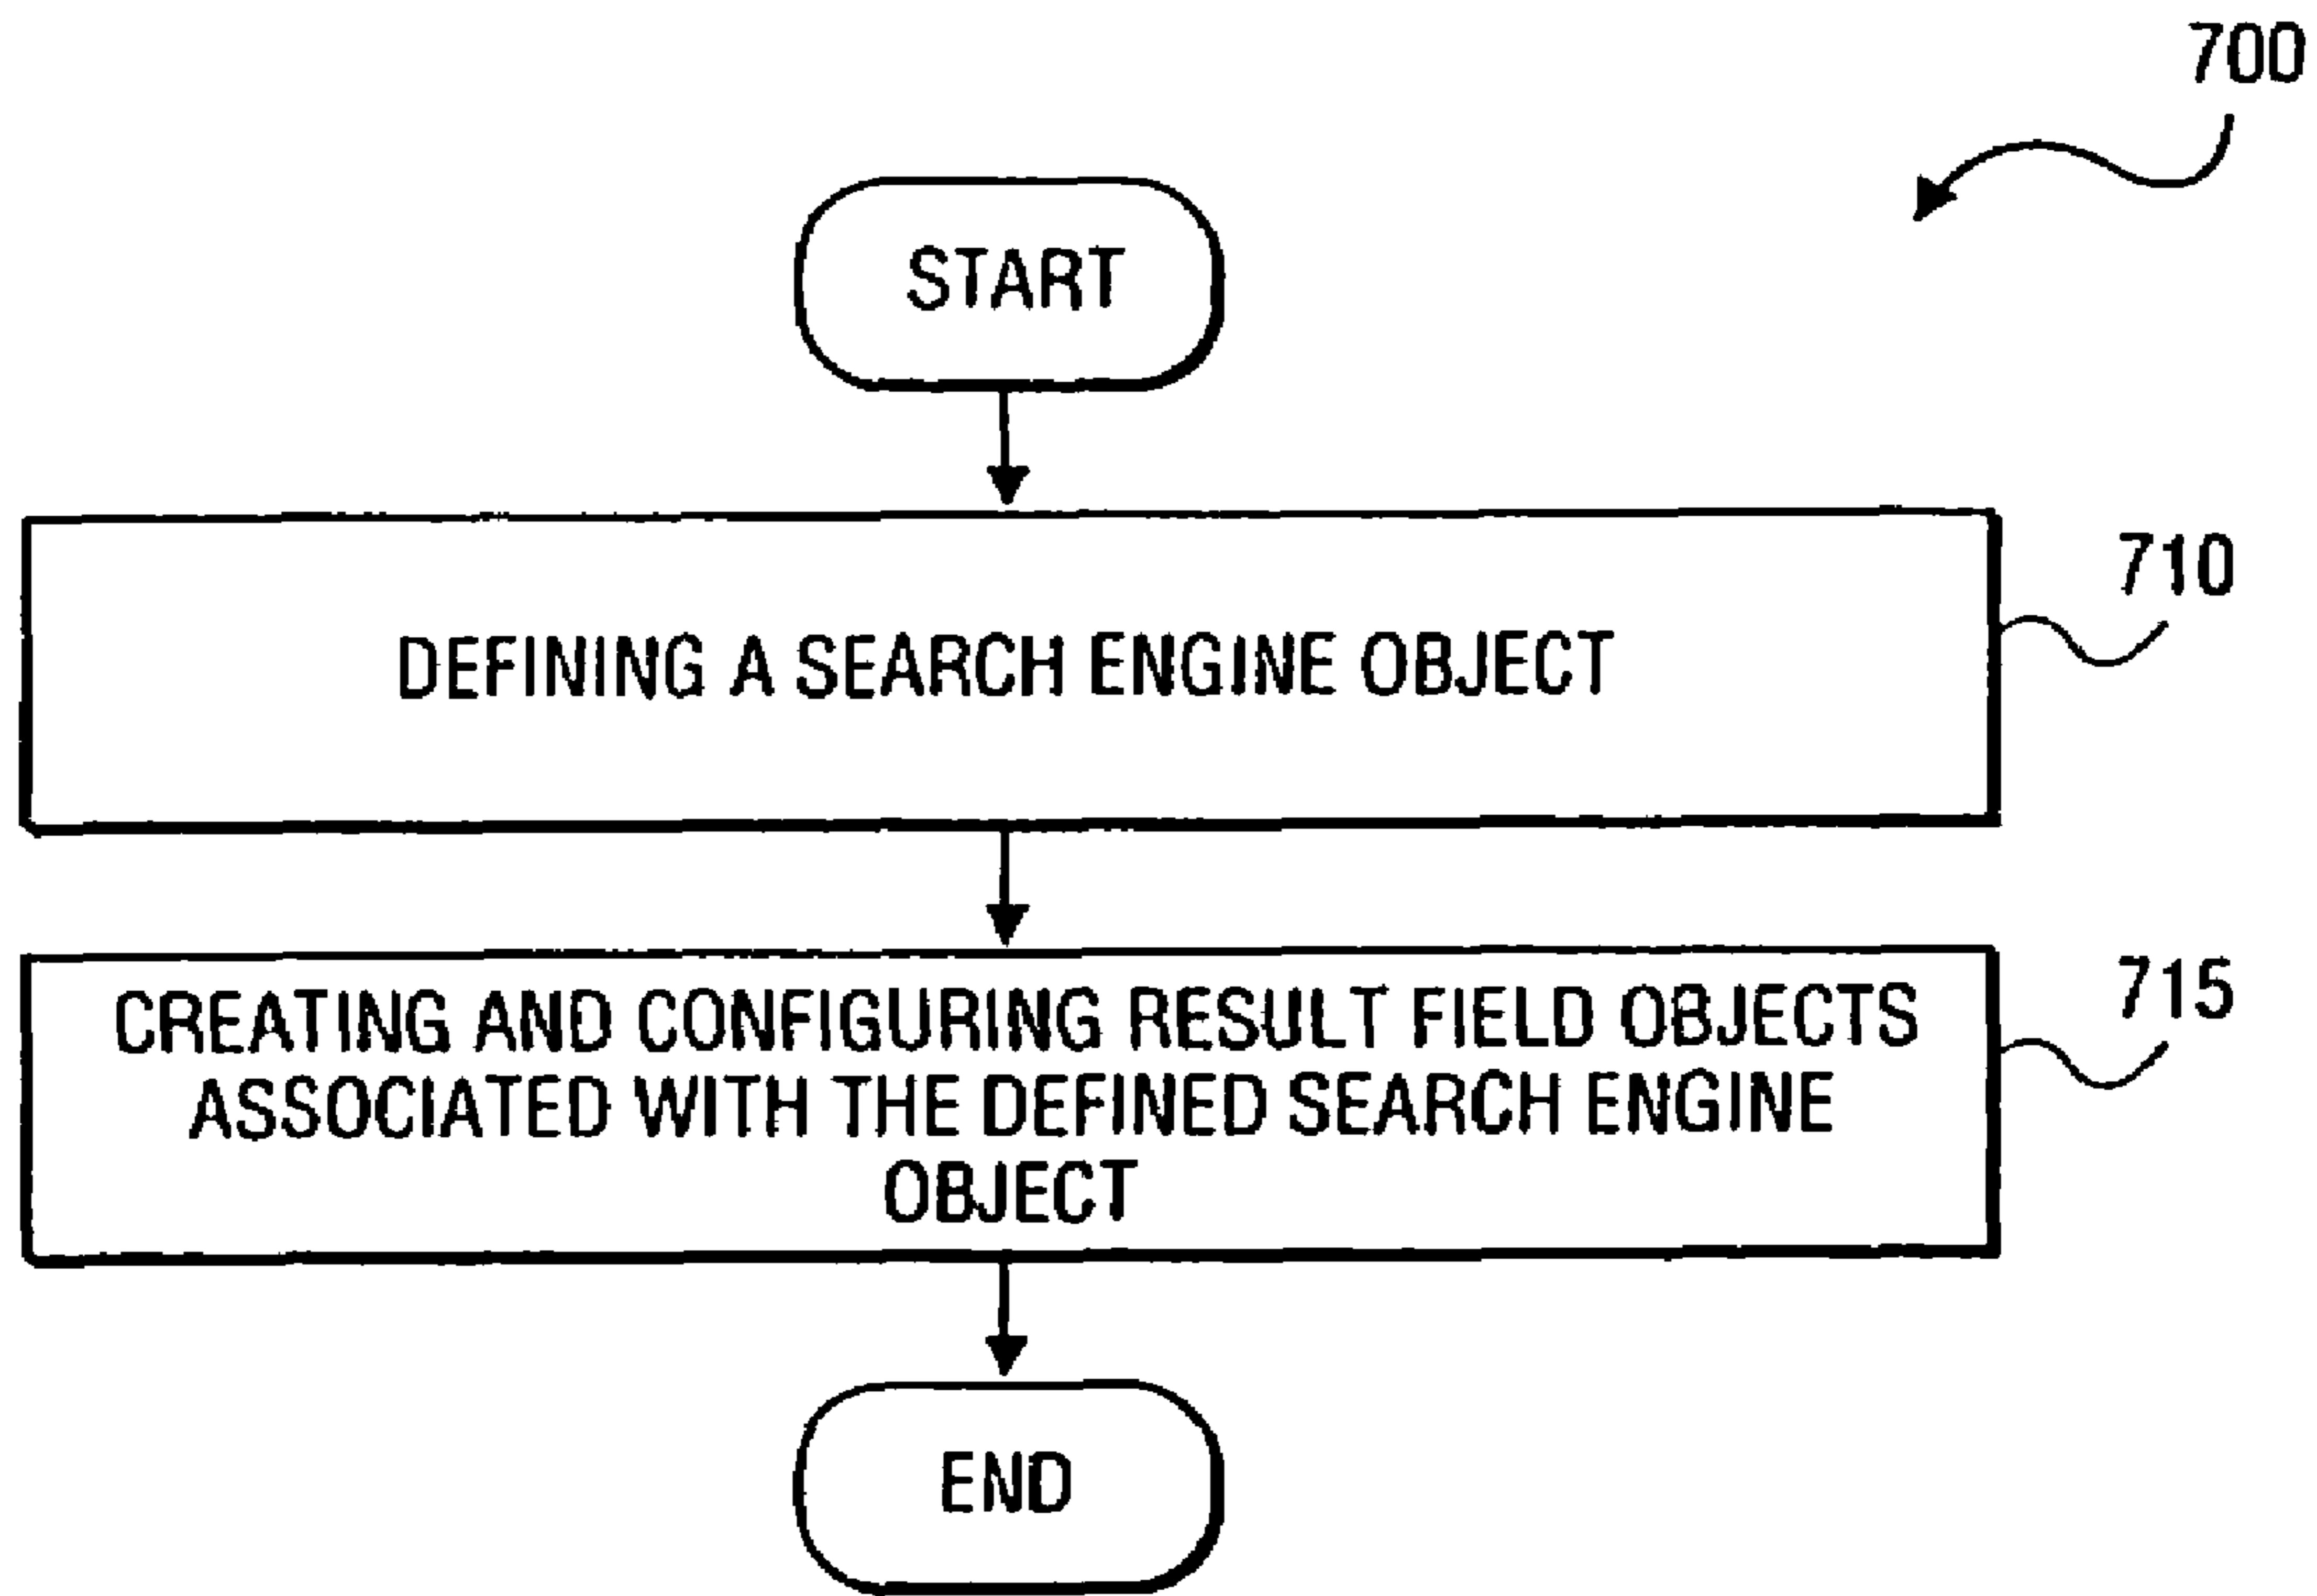 700
START
DEFINING A SEARCH ENGINE OBJECT
710
CREATING AND CONFIGURING RESULT FIELD OBJECTS
ASSOCIATED WITH THE DEFINED SEARCH ENGINE
OBJECT
715
END